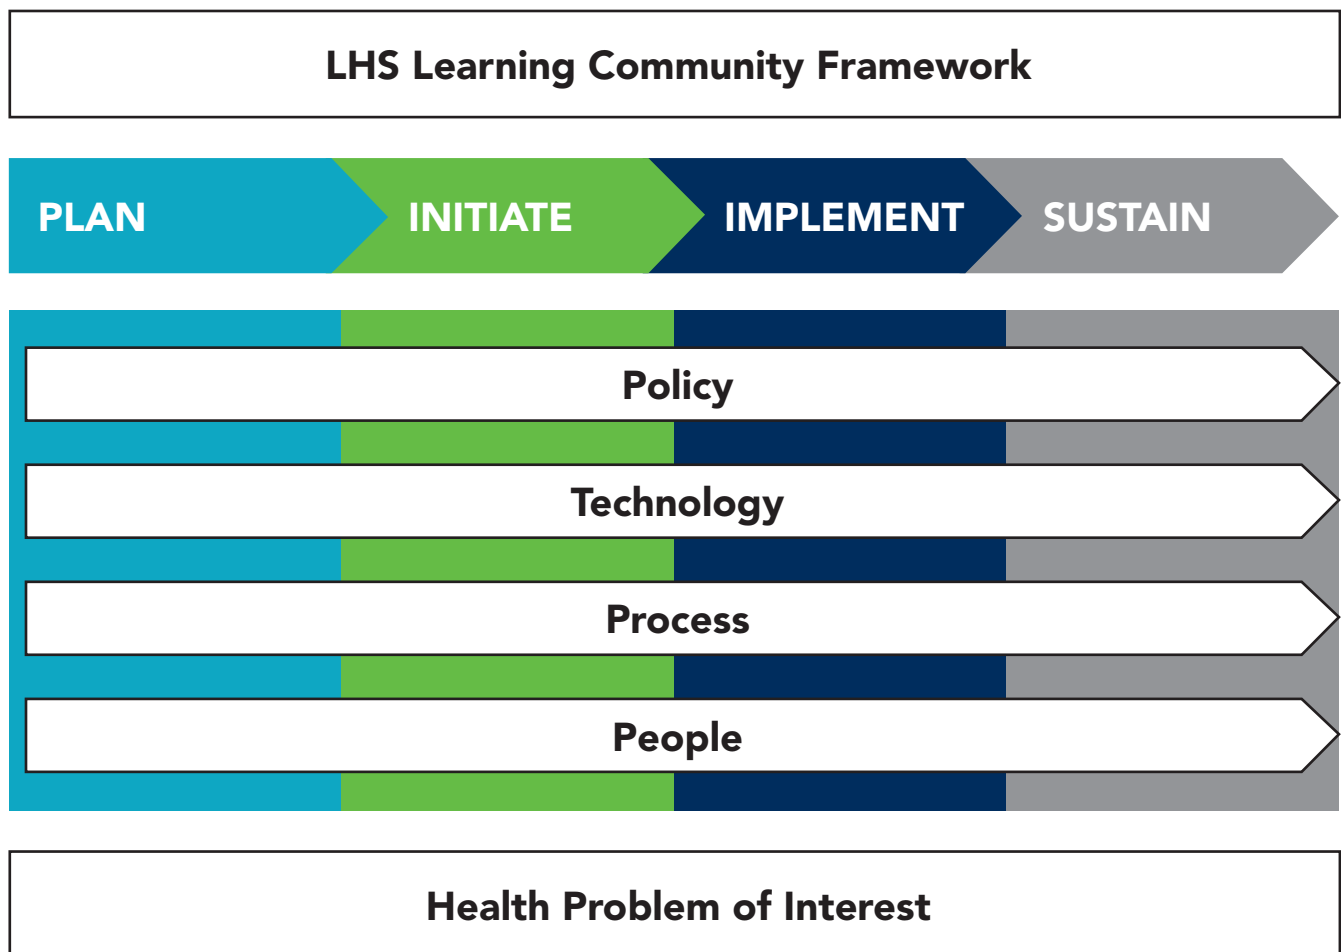 LHS Learning Community Framework
PLAN INITIATE IMPLEMENT SUSTAIN
Policy
Technology
Process
People
Health Problem of Interest